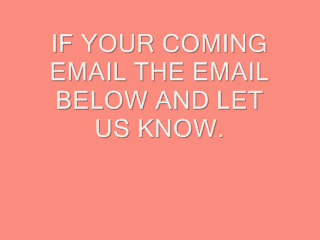 IF YOUR COMING
EMAIL THE EMAIL
BELOW AND LET
US KNOW.